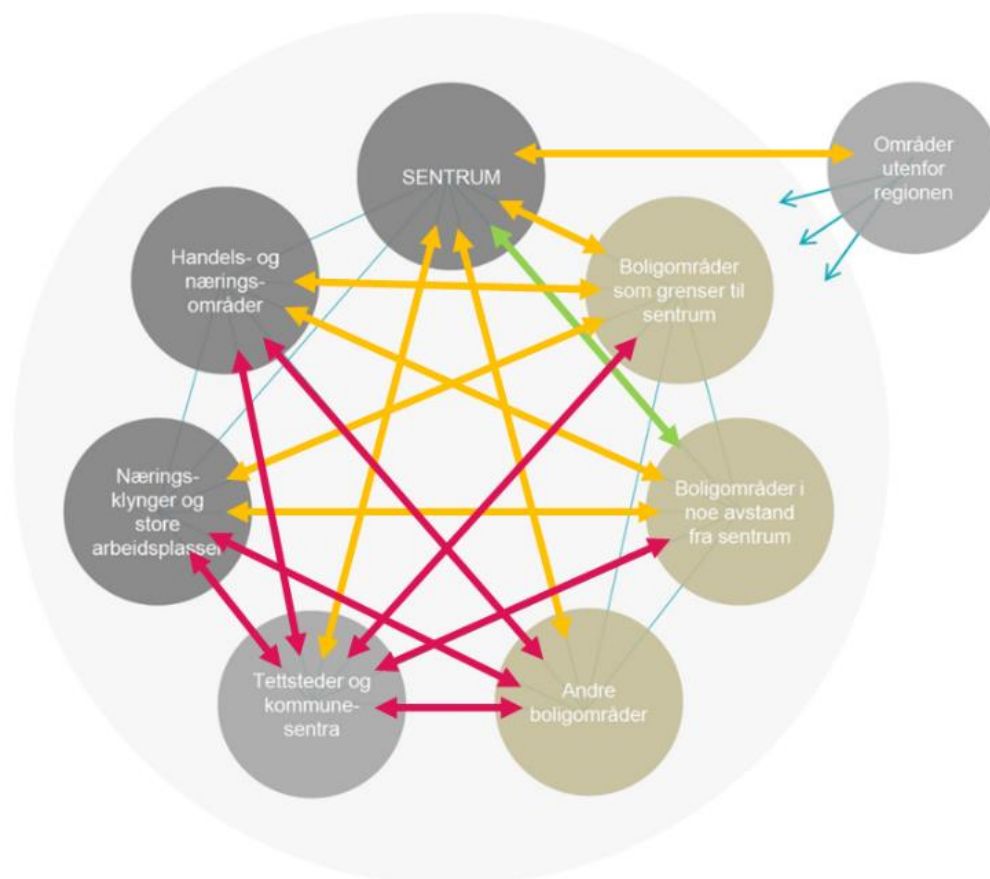 SENTRUM
Områder
utenfor
regionen
Handels- og
nærings-
områder
Boligområder
som grenser til
sentrum
Nærings-
klynger og
store
arbeidsplasser
Boligområder i
noe avstand
fra sentrum
Tettsteder og
kommune-
sentra
Andre
boligområder